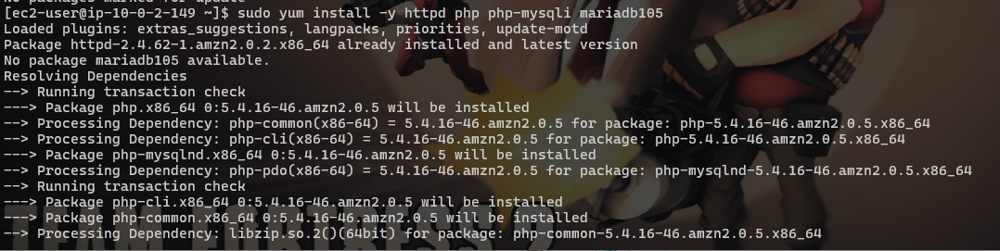 No packages marked for update
[ec2-user@ip-10-0-2-149 ~]$ sudo yum install -y httpd php php-mysqli mariadb105
Loaded plugins: extras_suggestions, langpacks, priorities, update-motd
Package httpd-2.4.62-1.amzn2.0.2.x86_64 already installed and latest version
No package mariadb105 available.
Resolving Dependencies
--> Running transaction check
---> Package php.x86_64 0:5.4.16-46.amzn2.0.5 will be installed
--> Processing Dependency: php-common(x86-64) = 5.4.16-46.amzn2.0.5 for package: php-5.4.16-46.amzn2.0.5.x86_64
--> Processing Dependency: php-cli(x86-64) = 5.4.16-46.amzn2.0.5 for package: php-5.4.16-46.amzn2.0.5.x86_64
---> Package php-mysqlnd.x86_64 0:5.4.16-46.amzn2.0.5 will be installed
--> Processing Dependency: php-pdo(x86-64) = 5.4.16-46.amzn2.0.5 for package: php-mysqlnd-5.4.16-46.amzn2.0.5.x86_64
--> Running transaction check
---> Package php-cli.x86_64 0:5.4.16-46.amzn2.0.5 will be installed
---> Package php-common.x86_64 0:5.4.16-46.amzn2.0.5 will be installed
--> Processing Dependency: libzip.so.2()(64bit) for package: php-common-5.4.16-46.amzn2.0.5.x86_64
TEAM FORTRESS 2